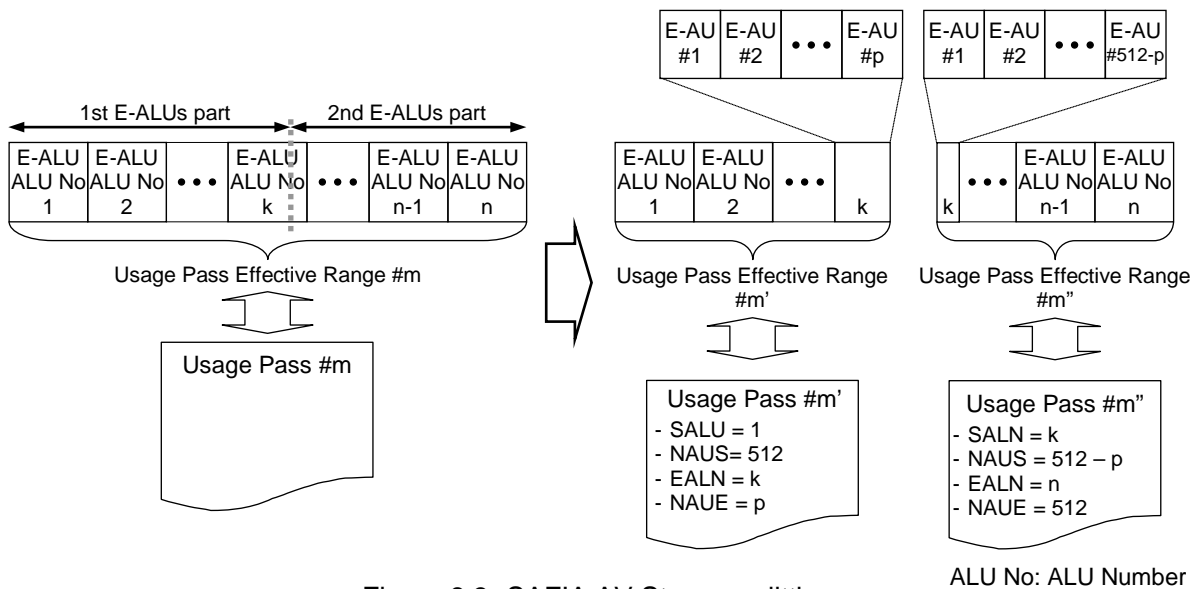 E-AU #1
E-AU #2
• • •
E-AU #p
E-AU #1
E-AU #2
• • •
E-AU #512-p
1st E-ALUs part
2nd E-ALUs part
E-ALU ALU No 1
E-ALU ALU No 2
• • •
E-ALU ALU No k
• • •
E-ALU ALU No n-1
E-ALU ALU No n
E-ALU ALU No 1
E-ALU ALU No 2
• • •
k
k
• • •
E-ALU ALU No n-1
E-ALU ALU No n
Usage Pass Effective Range #m
Usage Pass Effective Range
#m'
Usage Pass Effective Range
#m”
Usage Pass #m
Usage Pass #m'
- SALU = 1
- NAUS= 512
- EALN = k
- NAUE = p
Usage Pass #m”
- SALN = k
- NAUS = 512 – p
- EALN = n
- NAUE = 512
ALU No: ALU Number